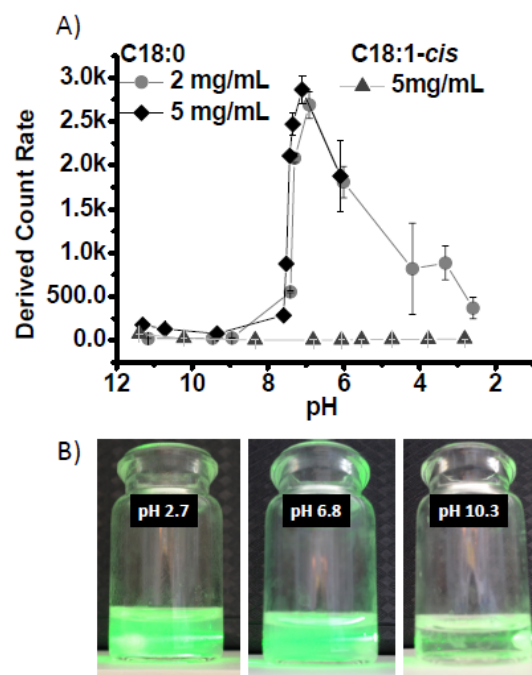 A)
C18:0
C18:1-cis
2 mg/mL
5mg/mL
5 mg/mL
3.0k
2.5k
2.0k
1.5k
1.0k
500.0
0.0
Derived Count Rate
12 10 8 6 4 2
pH
B)
pH 2.7
pH 6.8
pH 10.3